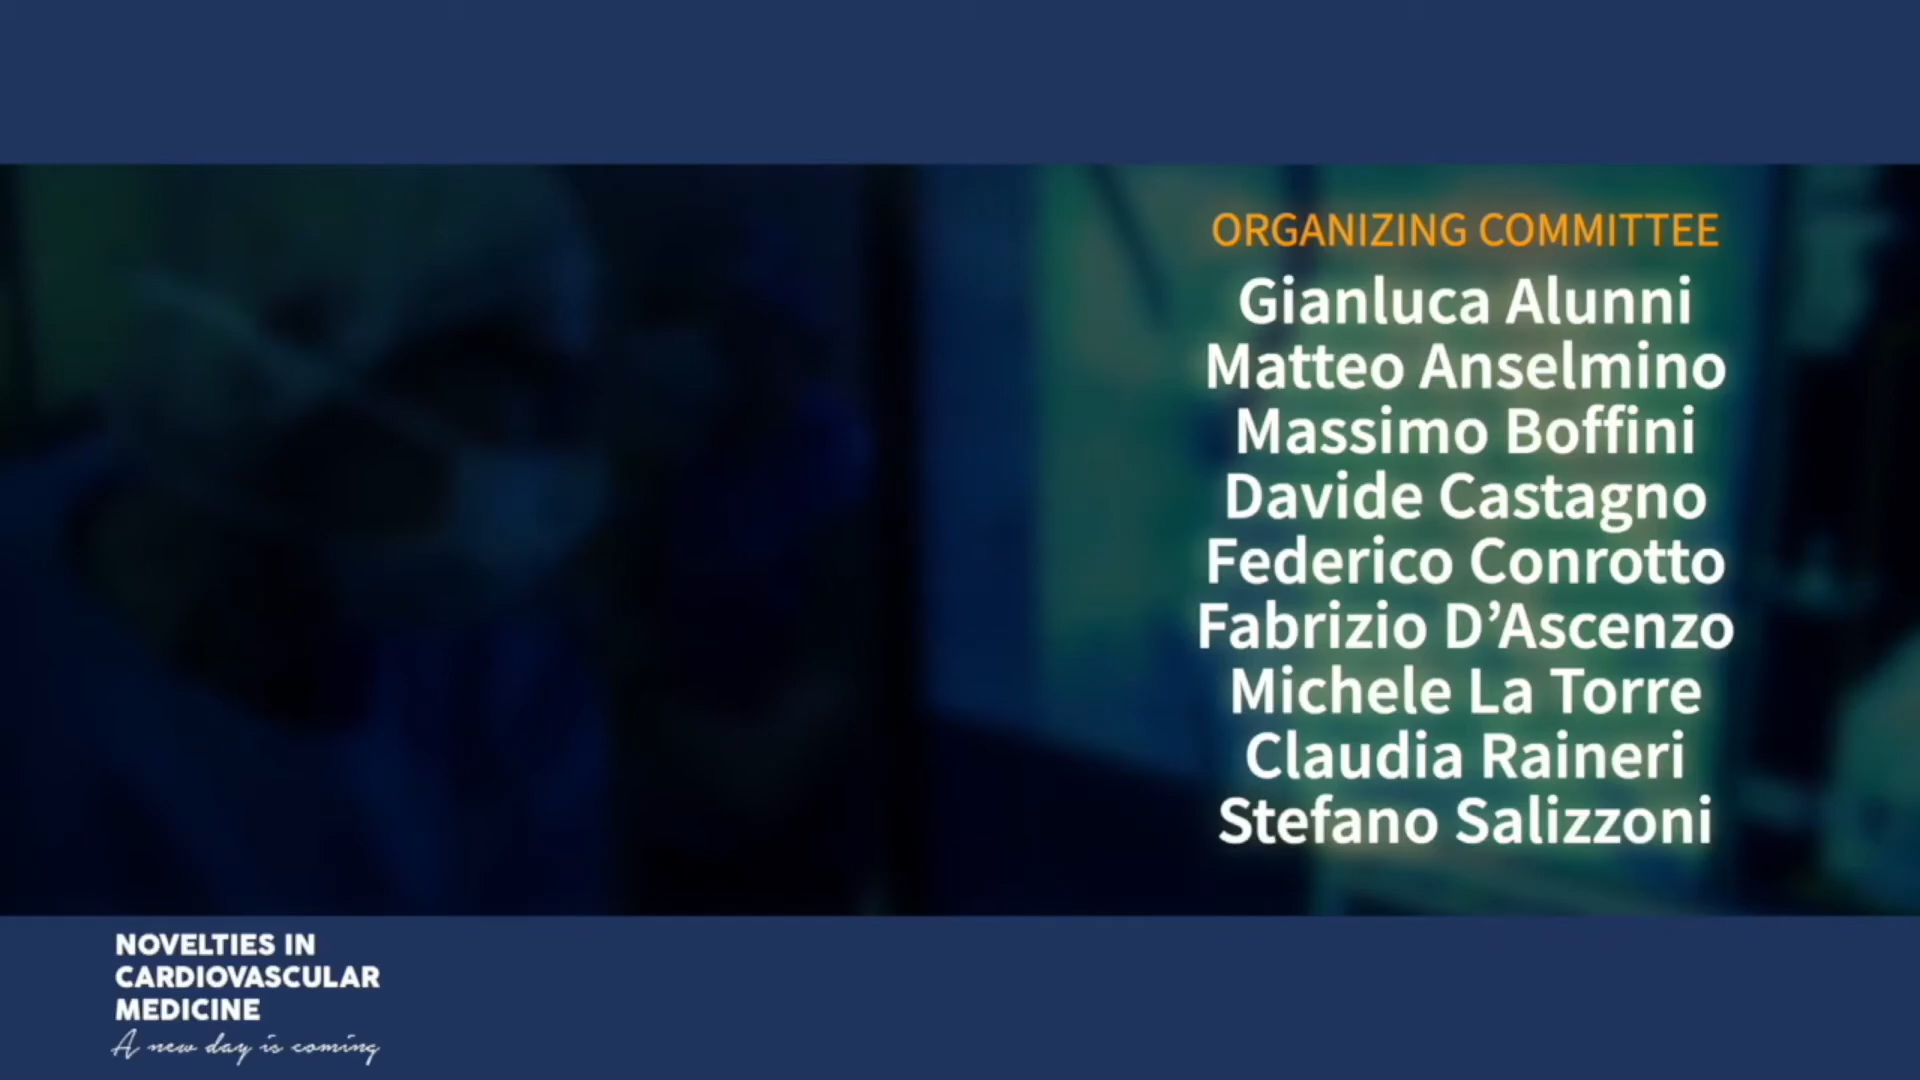 ORGANIZING COMMITTEE
Gianluca Alunni
Matteo Anselmino
Massimo Boffini
Davide Castagno
Federico Conrotto
Fabrizio D’Ascenzo
Michele La Torre
Claudia Raineri
Stefano Salizzoni
NOVELTIES IN
CARDIOVASCULAR
MEDICINE
A new day is coming